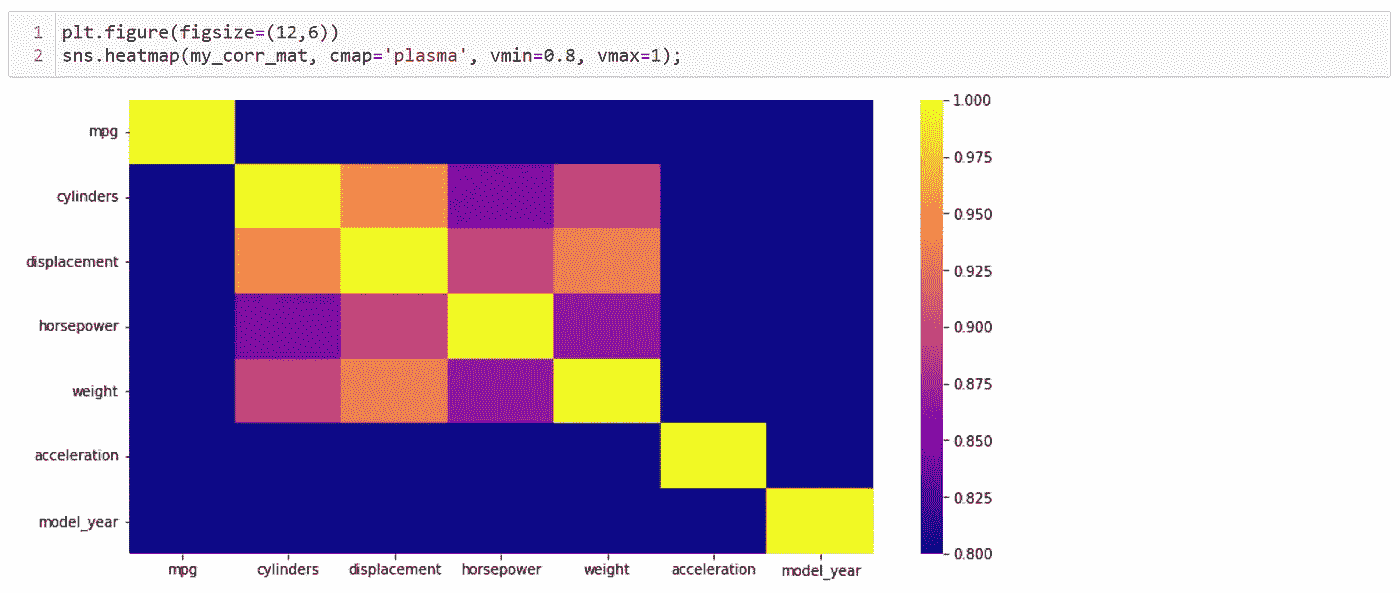 1 plt.figure(figsize=(12,6))
2 sns.heatmap(my_corr_mat, cmap='plasma', vmin=0.8, vmax=1);
mpg
cylinders
displacement
horsepower
weight
acceleration
model_year
mpg cylinders displacement horsepower weight acceleration model_year
1.000
0.975
0.950
0.925
0.900
0.875
0.850
0.825
0.800